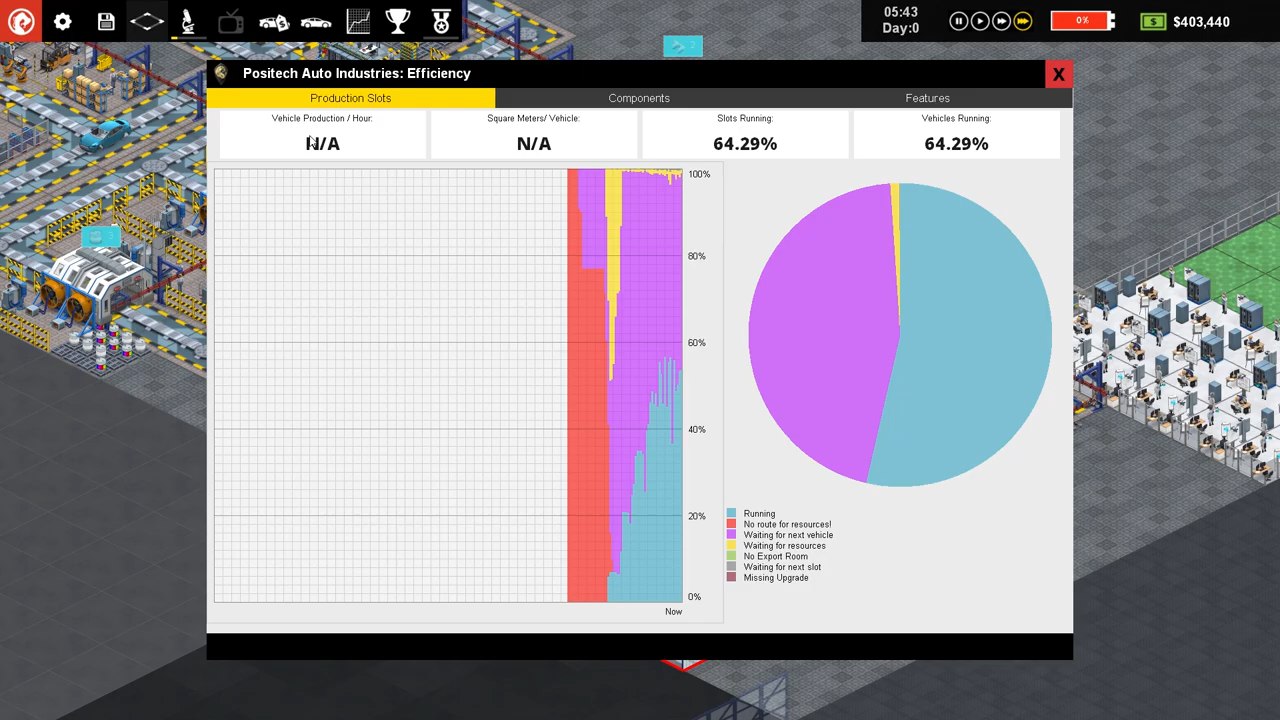 05:43
Day:0
0%
$403,440
2
3
Positech Auto Industries: Efficiency
X
Production Slots
Components
Features
Vehicle Production / Hour:
Square Meters/ Vehicle:
Slots Running:
Vehicles Running:
N/A
N/A
64.29%
64.29%
100%
80%
60%
40%
20%
0%
Now
Running
No route for resources!
Waiting for next vehicle
Waiting for resources
No Export Room
Waiting for next slot
Missing Upgrade